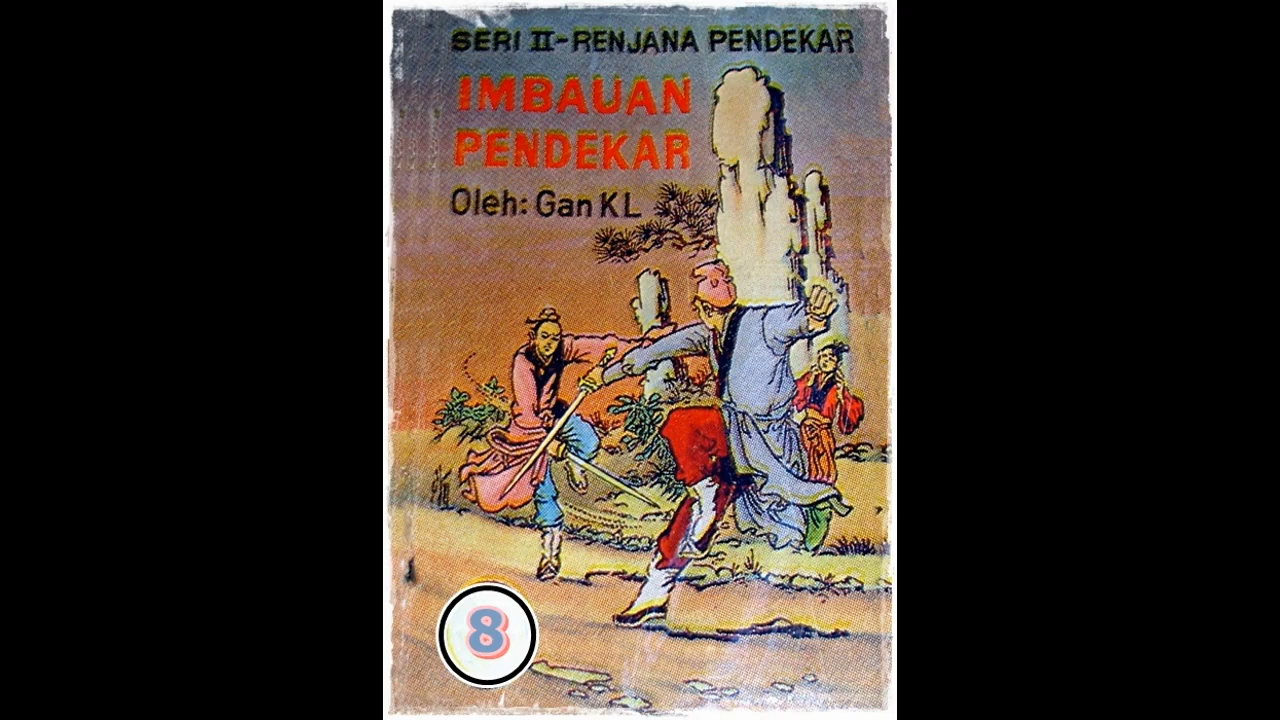 SERI II-RENJANA PENDEKAR
IMBAUAN
PENDEKAR
Oleh: Gan KL
8